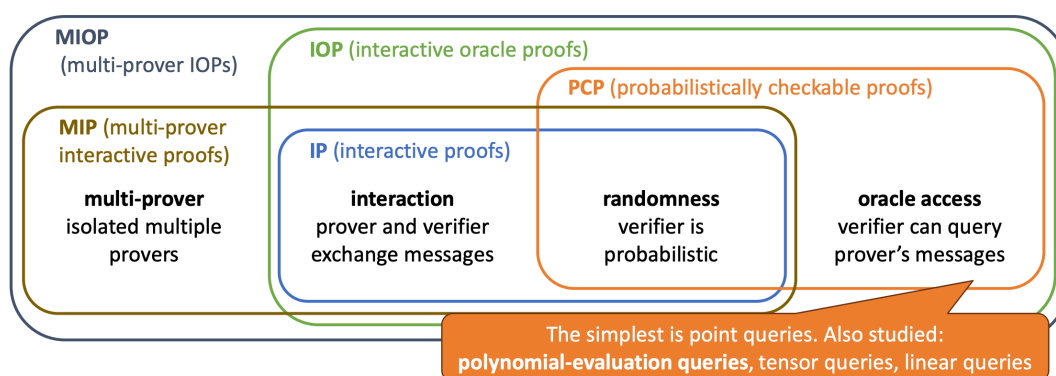 MIOP
(multi-prover IOPs)
IOP (interactive oracle proofs)
PCP (probabilistically checkable proofs)
MIP (multi-prover
interactive proofs)
IP (interactive proofs)
multi-prover
isolated multiple
provers
interaction
prover and verifier
exchange messages
randomness
verifier is
probabilistic
oracle access
verifier can query
prover's messages
The simplest is point queries. Also studied:
polynomial-evaluation queries, tensor queries, linear queries